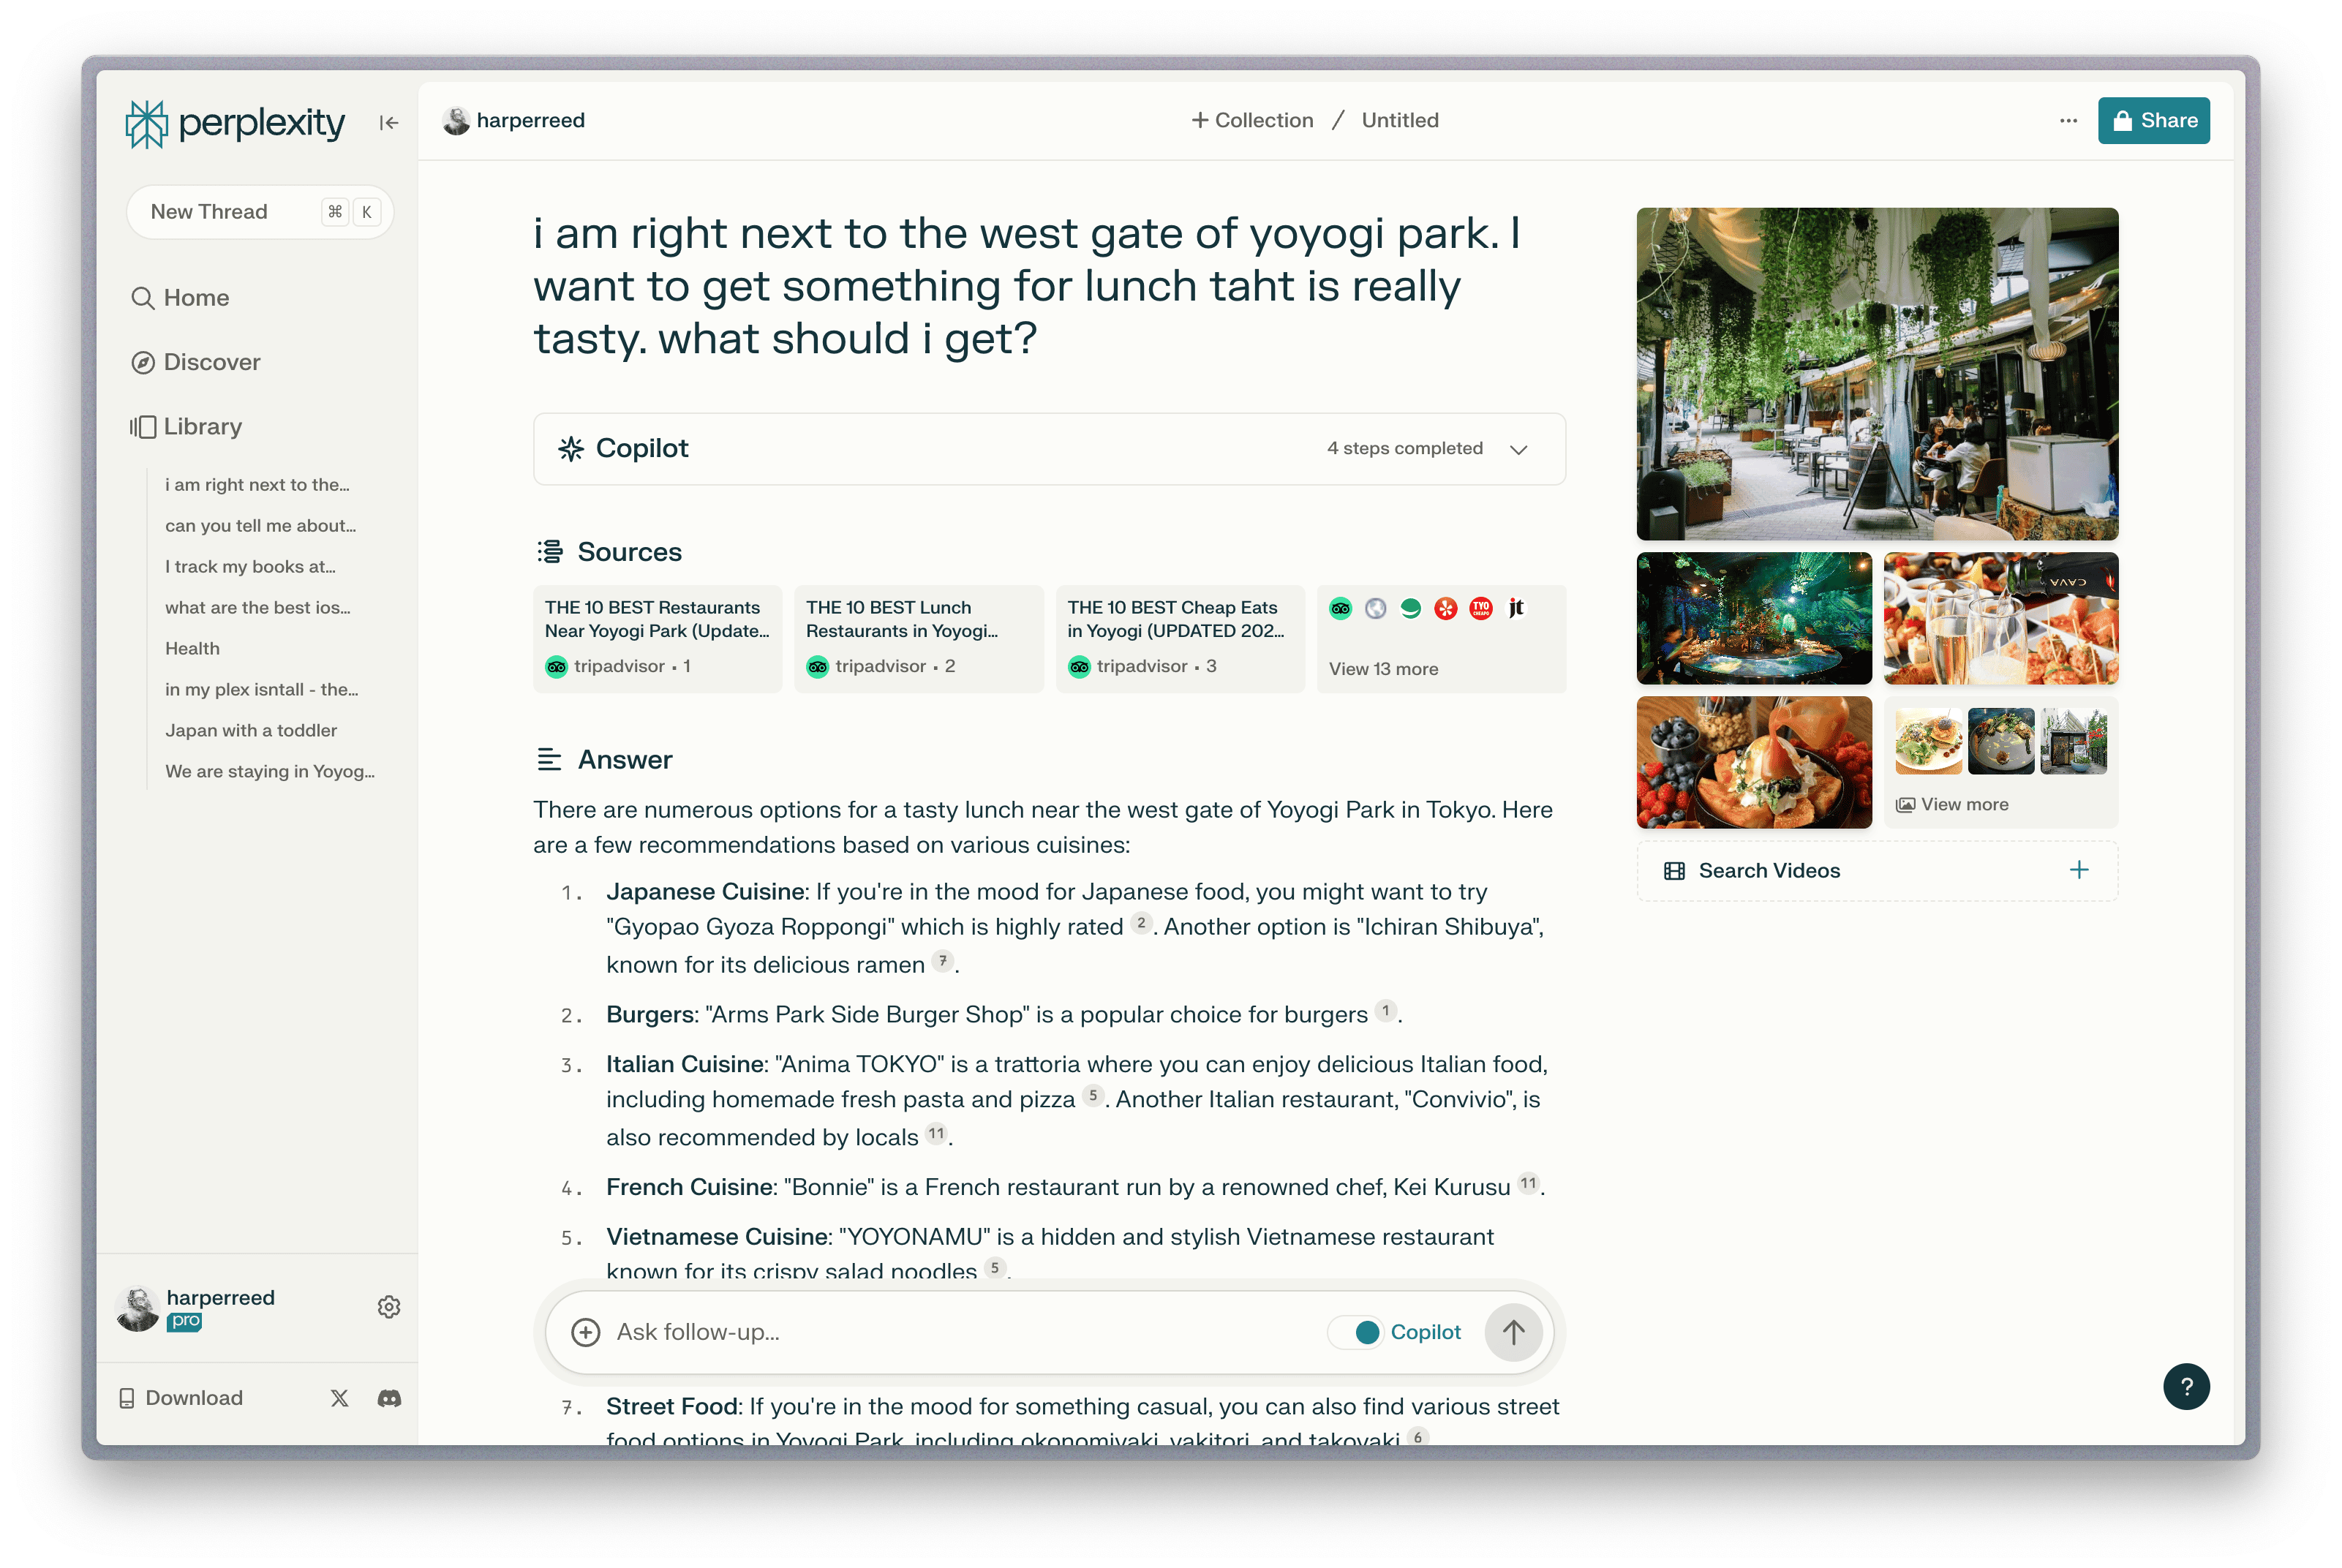 perplexity
New Thread
⌘ K
Home
Discover
Library
i am right next to the...
can you tell me about...
I track my books at...
what are the best ios...
Health
in my plex isntall - the...
Japan with a toddler
We are staying in Yoyog...
harperreed
pro
Download
harperreed
+ Collection / Untitled
Share
i am right next to the west gate of yoyogi park. I
want to get something for lunch taht is really
tasty. what should i get?
Copilot
4 steps completed
Sources
THE 10 BEST Restaurants
Near Yoyogi Park (Update...
tripadvisor · 1
THE 10 BEST Lunch
Restaurants in Yoyogi...
tripadvisor · 2
THE 10 BEST Cheap Eats
in Yoyogi (UPDATED 202...
tripadvisor · 3
TYO
CHEAPO
jt
View 13 more
Answer
There are numerous options for a tasty lunch near the west gate of Yoyogi Park in Tokyo. Here
are a few recommendations based on various cuisines:
1. Japanese Cuisine: If you're in the mood for Japanese food, you might want to try
"Gyopao Gyoza Roppongi" which is highly rated 2. Another option is "Ichiran Shibuya",
known for its delicious ramen 7.
2. Burgers: "Arms Park Side Burger Shop" is a popular choice for burgers 1.
3. Italian Cuisine: "Anima TOKYO" is a trattoria where you can enjoy delicious Italian food,
including homemade fresh pasta and pizza 5. Another Italian restaurant, "Convivio", is
also recommended by locals 11.
4. French Cuisine: "Bonnie" is a French restaurant run by a renowned chef, Kei Kurusu 11.
5. Vietnamese Cuisine: "YOYONAMU" is a hidden and stylish Vietnamese restaurant
known for its crispy salad noodles 5.
Ask follow-up...
Copilot
7. Street Food: If you're in the mood for something casual, you can also find various street
food options in Yoyogi Park, including okonomiyaki, yakitori, and takoyaki 6
CAVA
View more
Search Videos
?